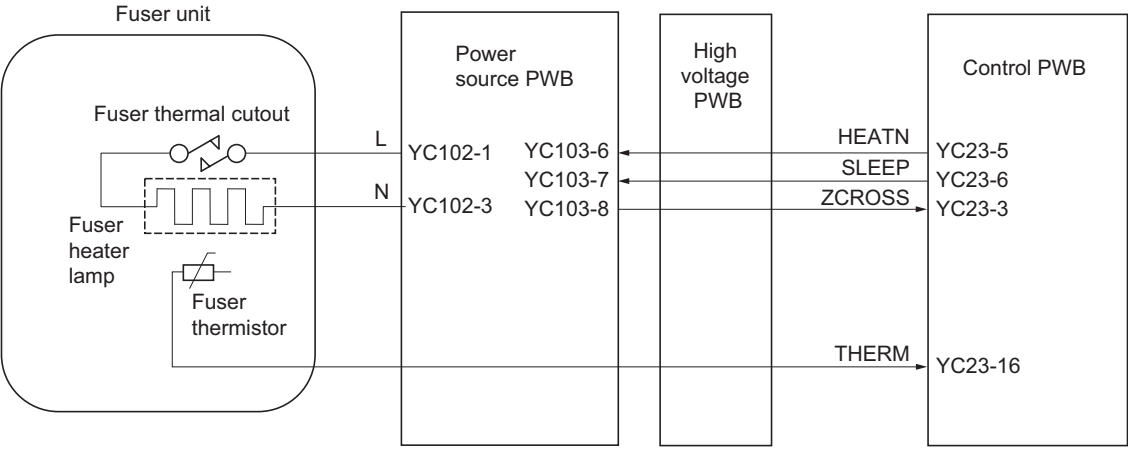 Fuser unit
Power
source PWB
High
voltage
PWB
Control PWB
Fuser thermal cutout
L
YC102-1
YC103-6
HEATN
YC23-5
YC103-7
SLEEP
YC23-6
N
YC102-3
YC103-8
ZCROSS
YC23-3
Fuser
heater
lamp
Fuser
thermistor
THERM
YC23-16